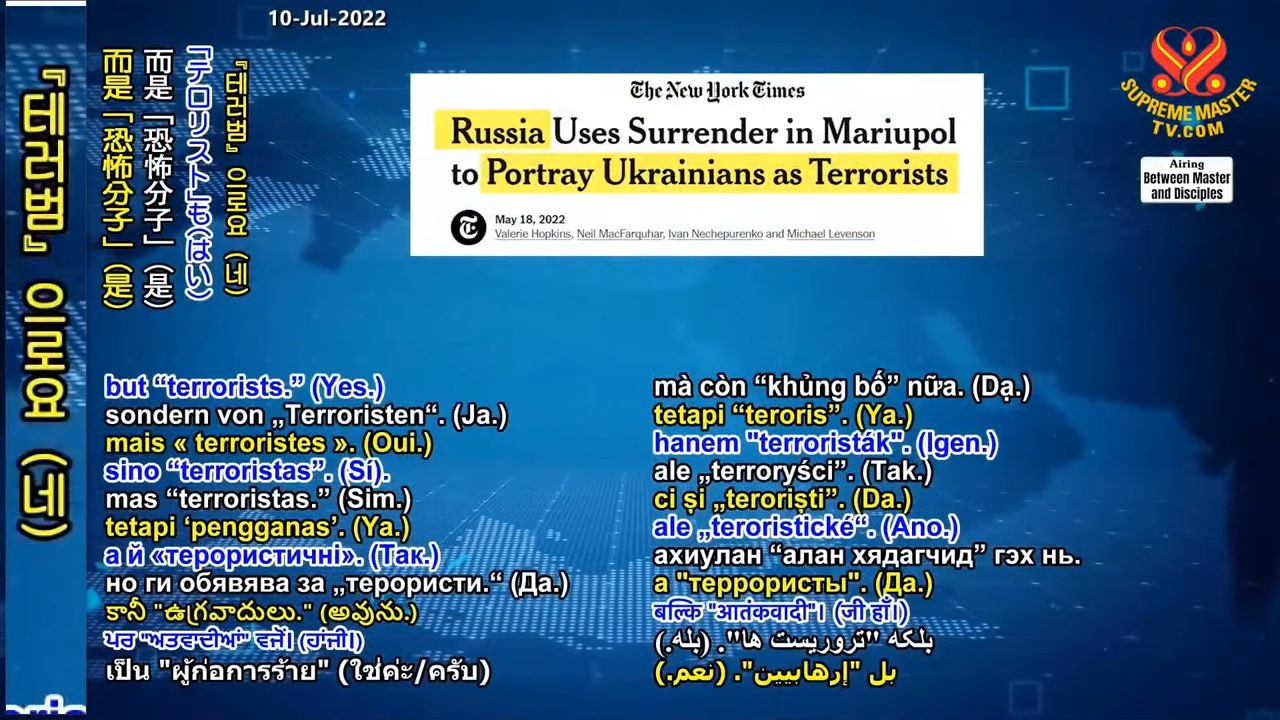 10-Jul-2022
『테러범』이로요 (네)
而是「恐怖分子」(是)
而是「恐怖分子」(是)
「テロリスト」も(はい)
『테러범』이로요 (네)
The New York Times
Russia Uses Surrender in Mariupol
to Portray Ukrainians as Terrorists
May 18, 2022
Valerie Hopkins, Neil MacFarquhar, Ivan Nechepurenko and Michael Levenson
SUPREME MASTER
TV.COM
Airing
Between Master
and Disciples
but “terrorists.” (Yes.)
sondern von „Terroristen“. (Ja.)
mais « terroristes ». (Oui.)
sino “terroristas”. (Sí).
mas “terroristas.” (Sim.)
tetapi ‘pengganas’. (Ya.)
а й «терористичні». (Так.)
но ги обявява за „терористи.“ (Да.)
కానీ "ఉగ్రవాదులు." (అవును.)
ਪਰ "ਅਤਵਾਦੀਆਂ" ਵਜੋਂ। (ਹਾਂਜੀ।)
เป็น "ผู้ก่อการร้าย" (ใช่ค่ะ/ครับ)
mà còn “khủng bố” nữa. (Dạ.)
tetapi “teroris”. (Ya.)
hanem "terroristák". (Igen.)
ale „terroryści”. (Tak.)
ci și „teroriști”. (Da.)
ale „teroristické“. (Ano.)
ахиулан “алан хядагчид” гэх нь.
а "террористы". (Да.)
बल्कि "आतंकवादी"। (जी हाँ।)
بلکه "تروریست ها". (بله.)
بل "إرهابيين". (نعم.)